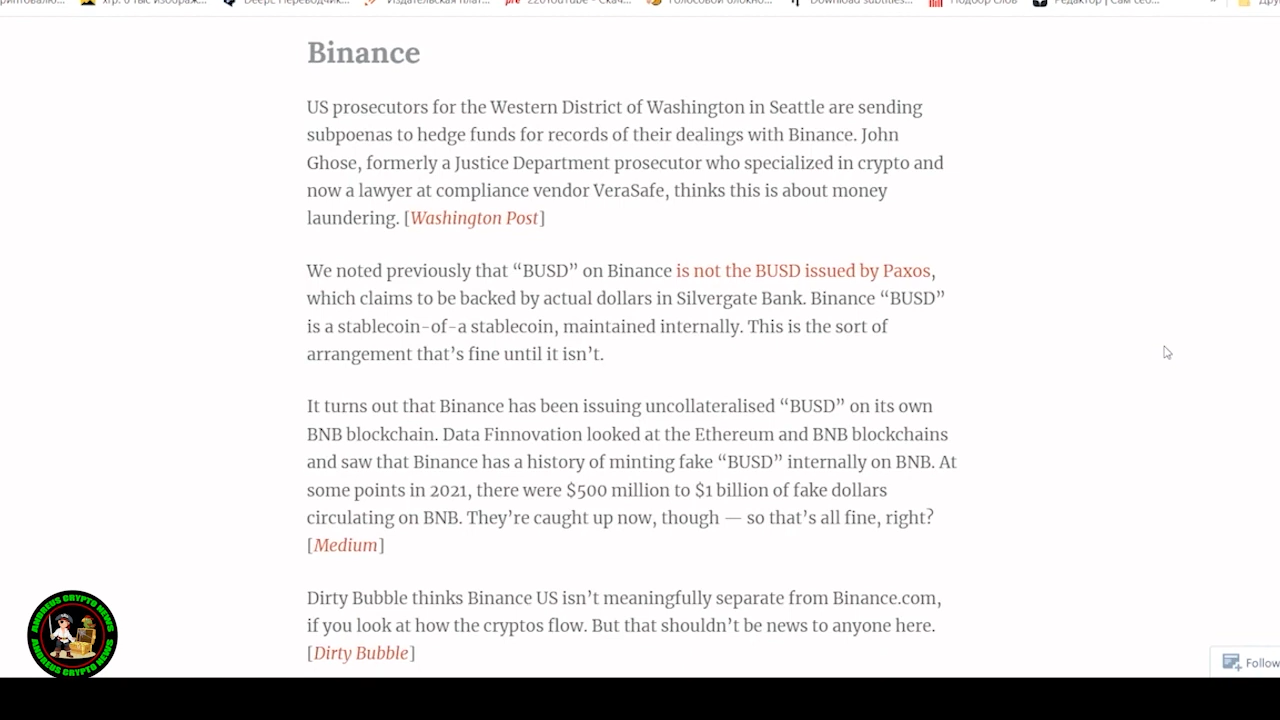 Binance
US prosecutors for the Western District of Washington in Seattle are sending
subpoenas to hedge funds for records of their dealings with Binance. John
Ghose, formerly a Justice Department prosecutor who specialized in crypto and
now a lawyer at compliance vendor VeraSafe, thinks this is about money
laundering. [Washington Post]
We noted previously that “BUSD” on Binance is not the BUSD issued by Paxos,
which claims to be backed by actual dollars in Silvergate Bank. Binance “BUSD”
is a stablecoin-of-a stablecoin, maintained internally. This is the sort of
arrangement that’s fine until it isn’t.
It turns out that Binance has been issuing uncollateralised “BUSD” on its own
BNB blockchain. Data Finnovation looked at the Ethereum and BNB blockchains
and saw that Binance has a history of minting fake “BUSD” internally on BNB. At
some points in 2021, there were $500 million to $1 billion of fake dollars
circulating on BNB. They’re caught up now, though — so that’s all fine, right?
[Medium]
Dirty Bubble thinks Binance US isn’t meaningfully separate from Binance.com,
if you look at how the cryptos flow. But that shouldn’t be news to anyone here.
[Dirty Bubble]
ANDREUS CRYPTO NEWS
ANDREUS CRYPTO NEWS
Follow